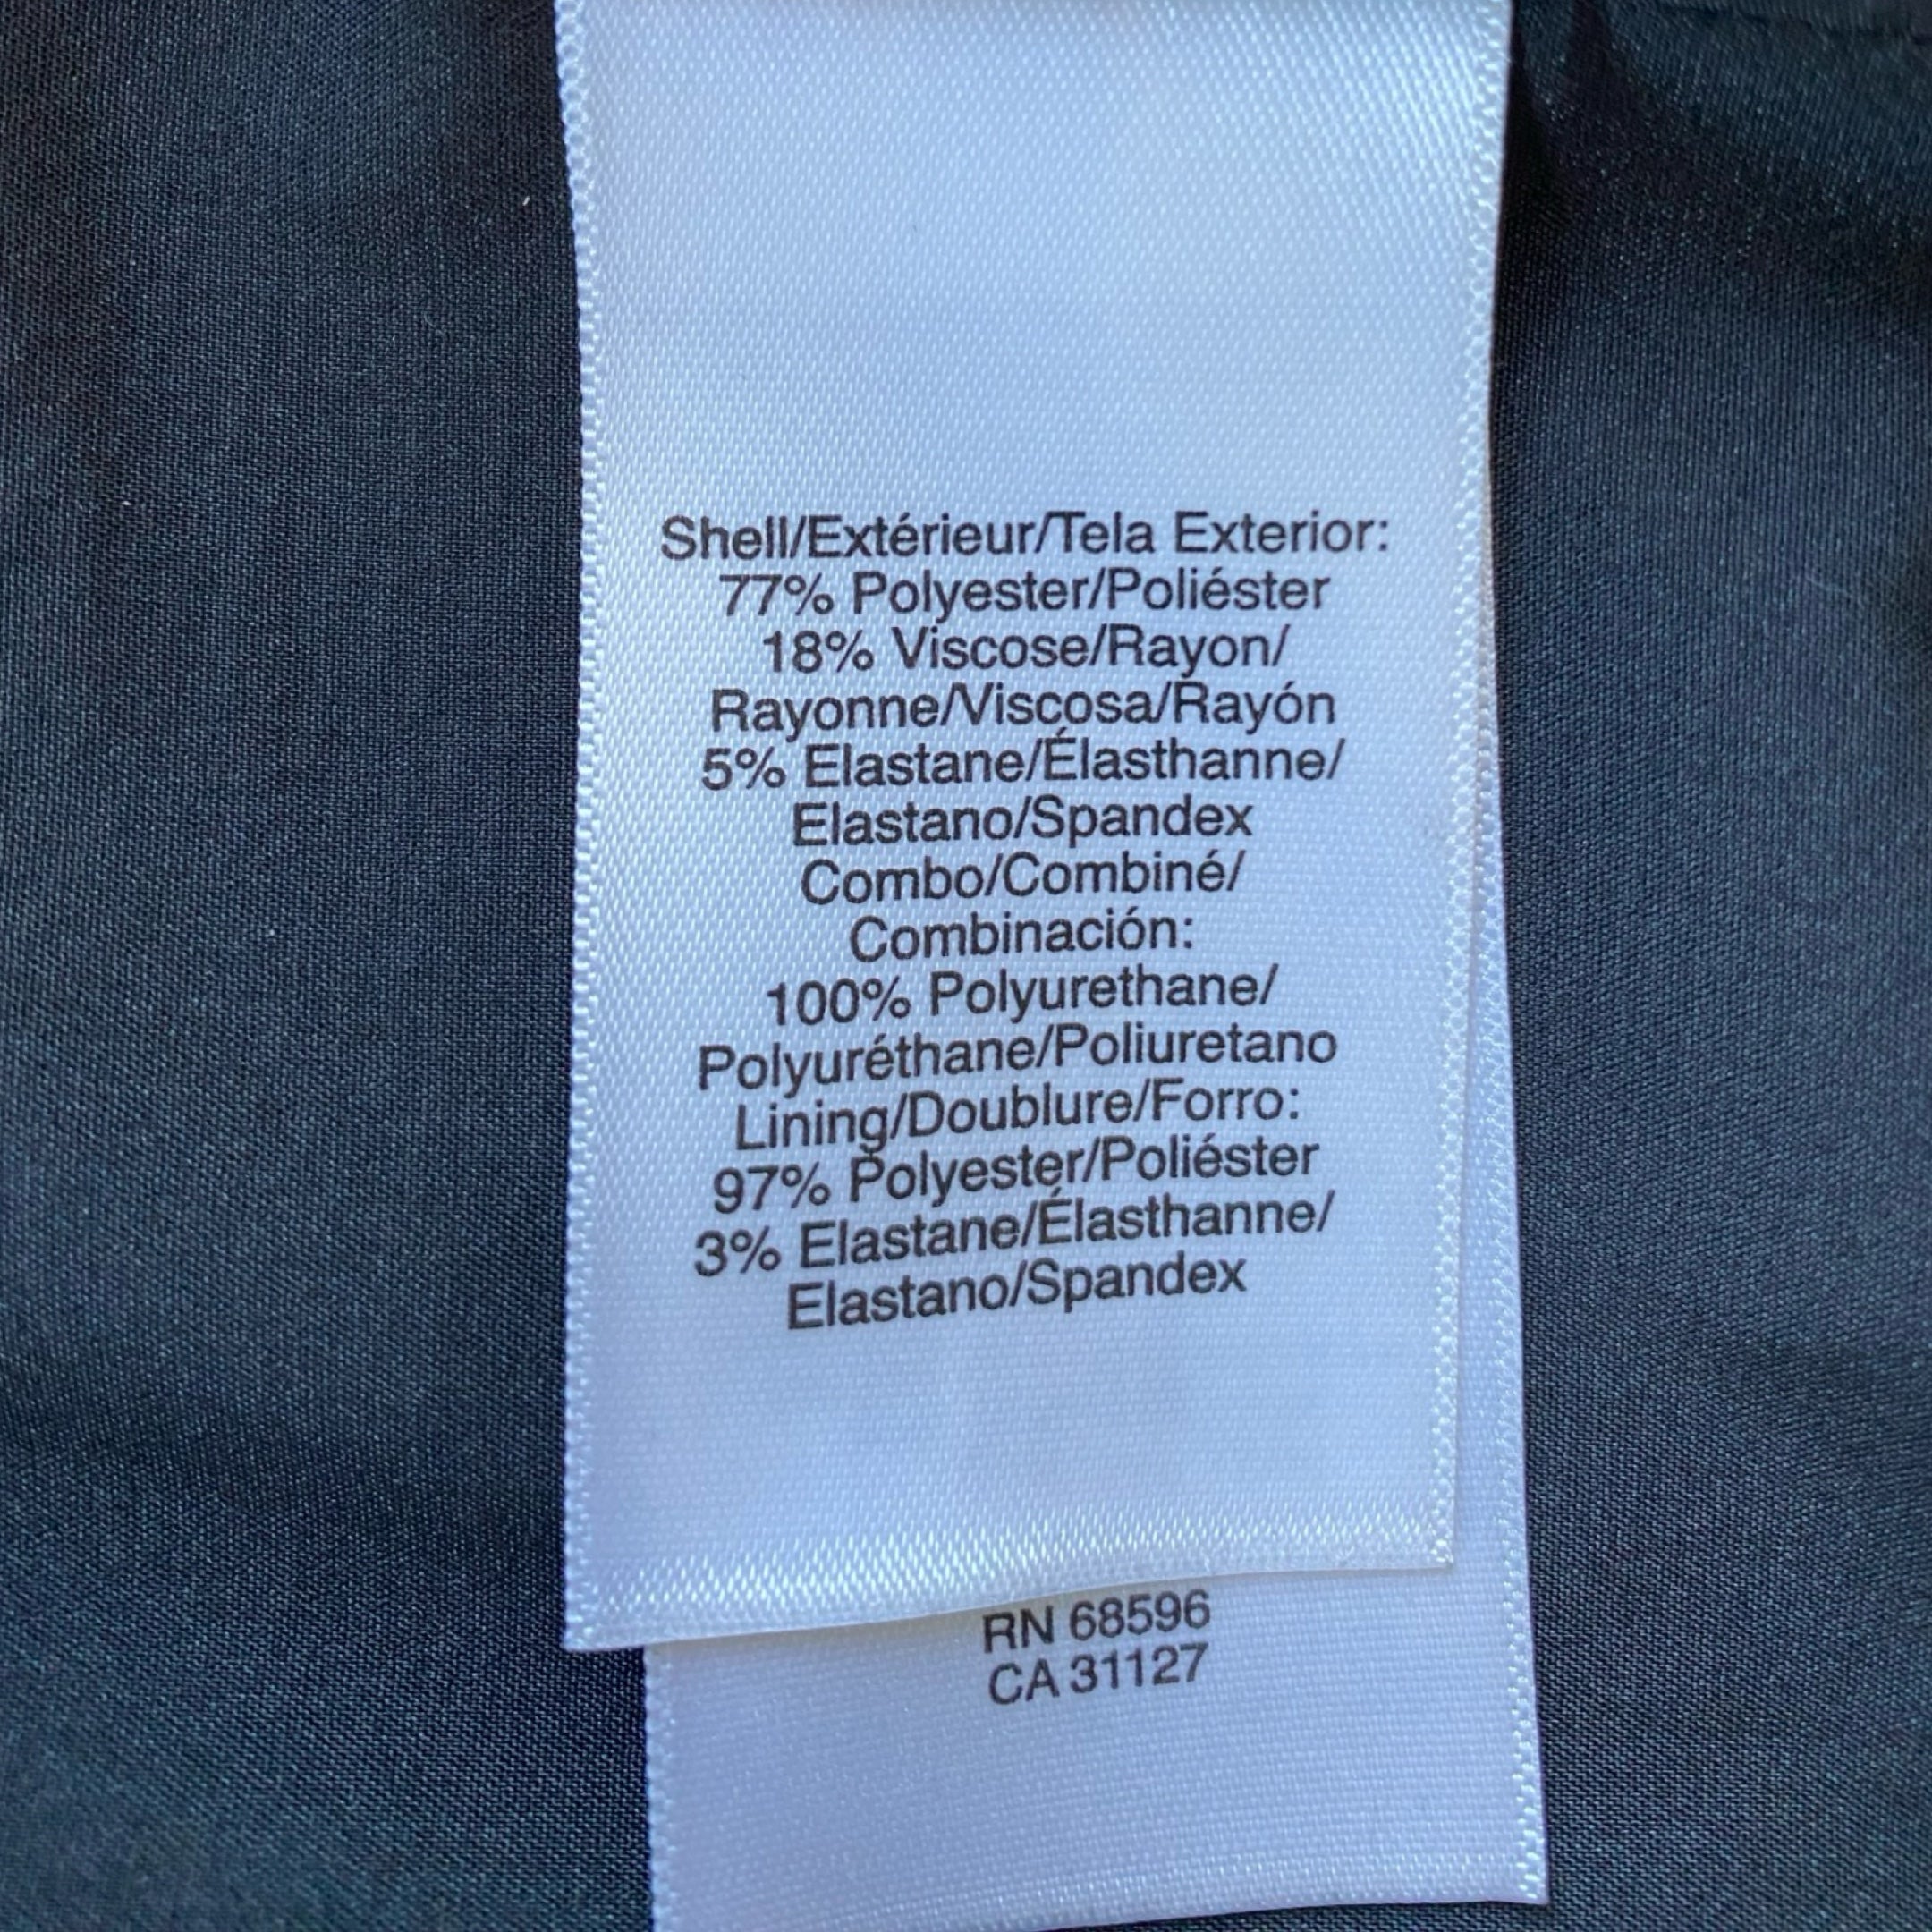 Shell/Extérieur/Tela Exterior:
77% Polyester/Poliéster
18% Viscose/Rayon/
Rayonne/Viscosa/Rayón
5% Elastane/Élasthanne/
Elastano/Spandex
Combo/Combiné/
Combinación:
100% Polyurethane/
Polyuréthane/Poliuretano
Lining/Doublure/Forro:
97% Polyester/Poliéster
3% Elastane/Élasthanne/
Elastano/Spandex
RN 68596
CA 31127